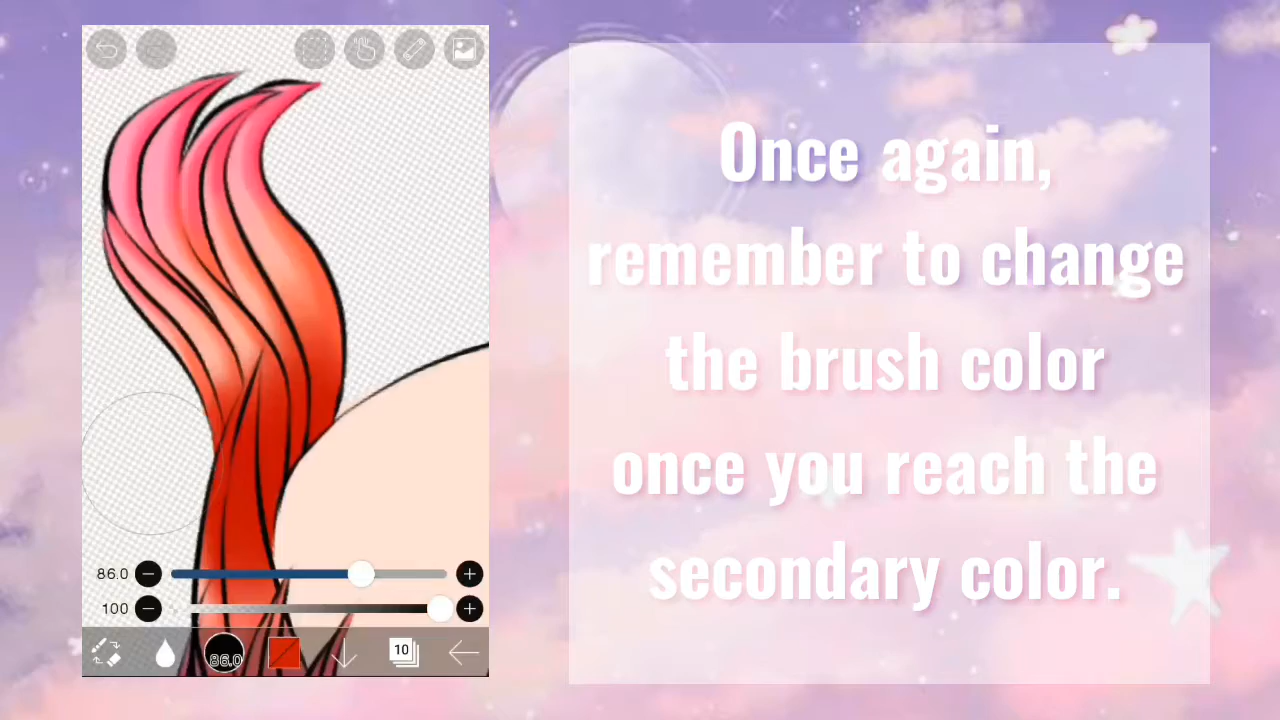 Once again,
remember to change
the brush color
once you reach the
secondary color.
86.0
100
86.0
10